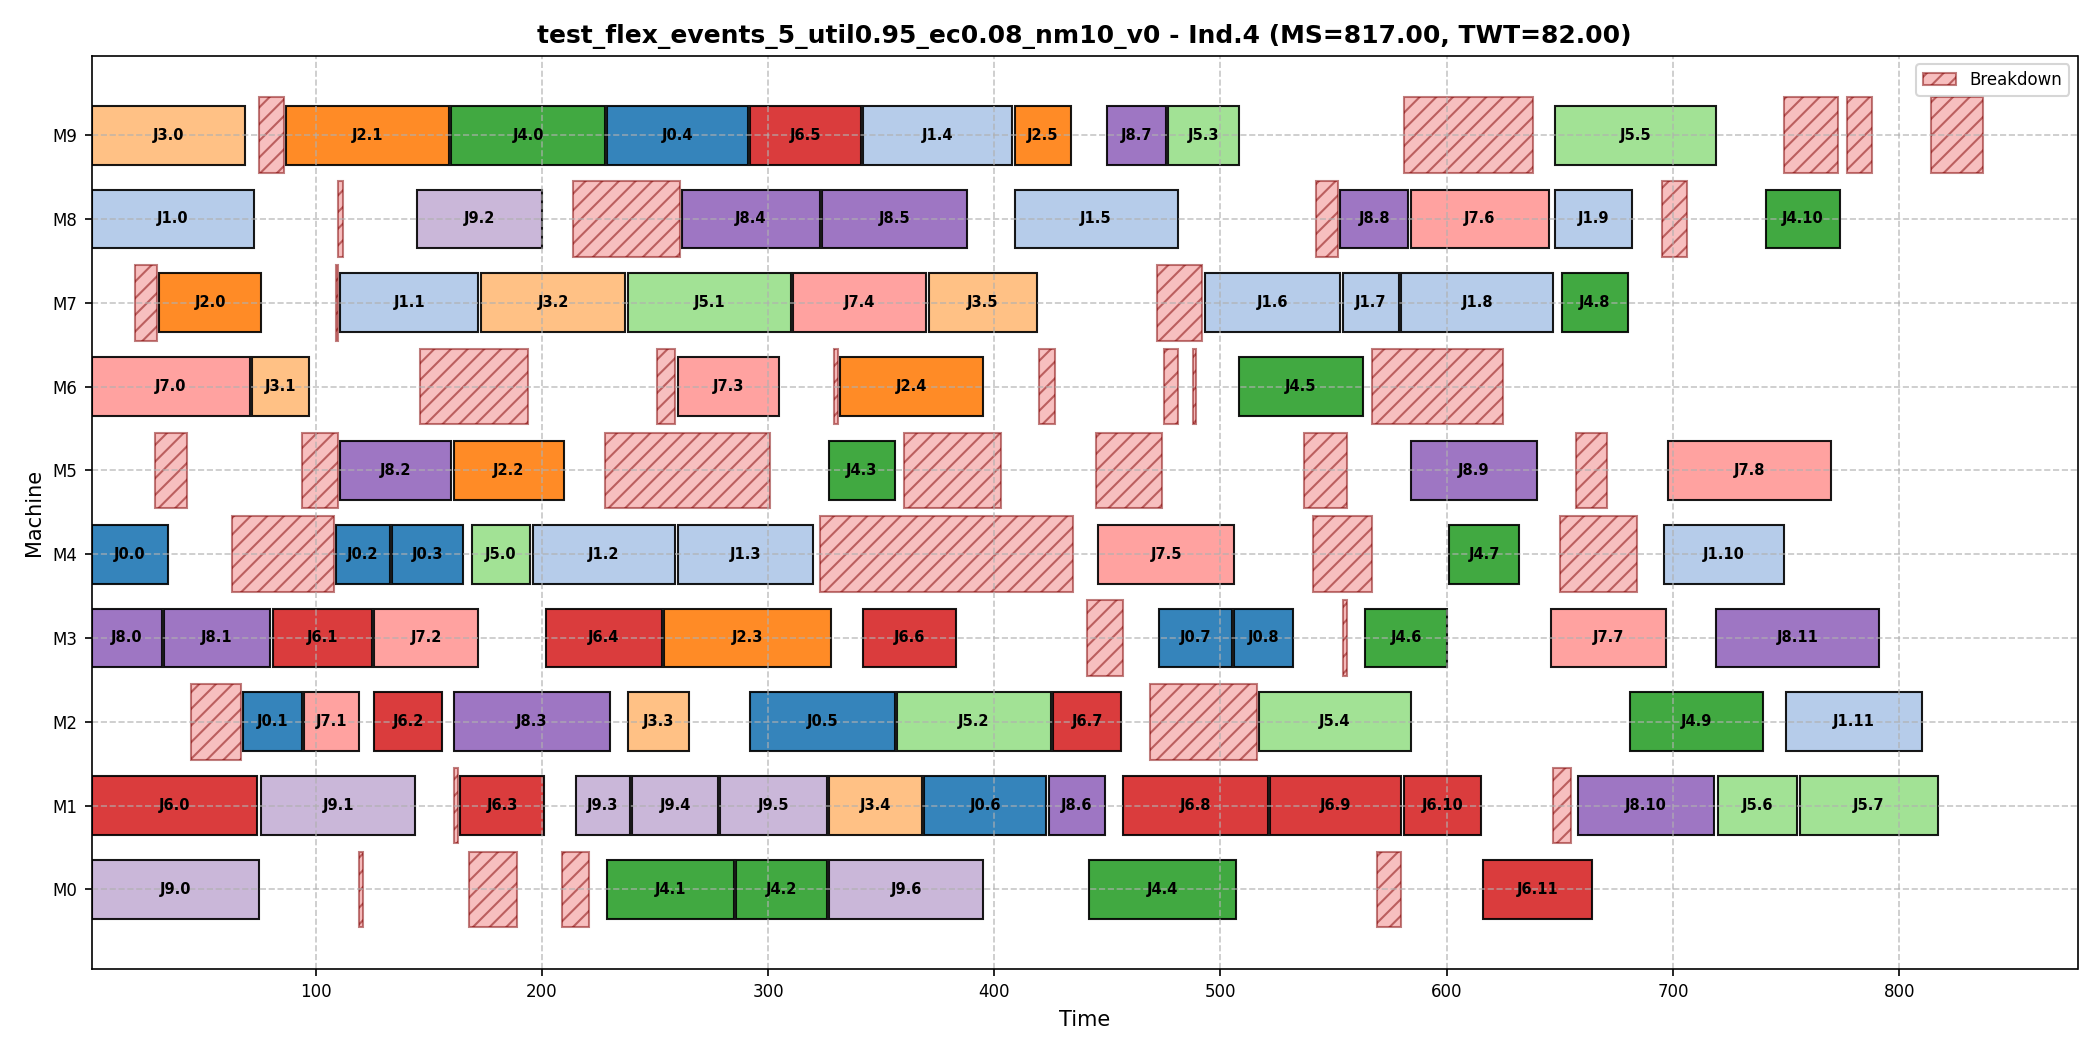 test_flex_events_5_util0.95_ec0.08_nm10_v0 - Ind.4 (MS=817.00, TWT=82.00)
Breakdown
M9 J3.0 J2.1 J4.0 J0.4 J6.5 J1.4 J2.5 J8.7 J5.3 J5.5
M8 J1.0 J9.2 J8.4 J8.5 J1.5 J8.8 J7.6 J1.9 J4.10
M7 J2.0 J1.1 J3.2 J5.1 J7.4 J3.5 J1.6 J1.7 J1.8 J4.8
M6 J7.0 J3.1 J7.3 J2.4 J4.5
M5 J8.2 J2.2 J4.3 J8.9 J7.8
M4 J0.0 J0.2 J0.3 J5.0 J1.2 J1.3 J7.5 J4.7 J1.10
M3 J8.0 J8.1 J6.1 J7.2 J6.4 J2.3 J6.6 J0.7 J0.8 J4.6 J7.7 J8.11
M2 J0.1 J7.1 J6.2 J8.3 J3.3 J0.5 J5.2 J6.7 J5.4 J4.9 J1.11
M1 J6.0 J9.1 J6.3 J9.3 J9.4 J9.5 J3.4 J0.6 J8.6 J6.8 J6.9 J6.10 J8.10 J5.6 J5.7
M0 J9.0 J4.1 J4.2 J9.6 J4.4 J6.11
Machine
100 200 300 400 500 600 700 800
Time